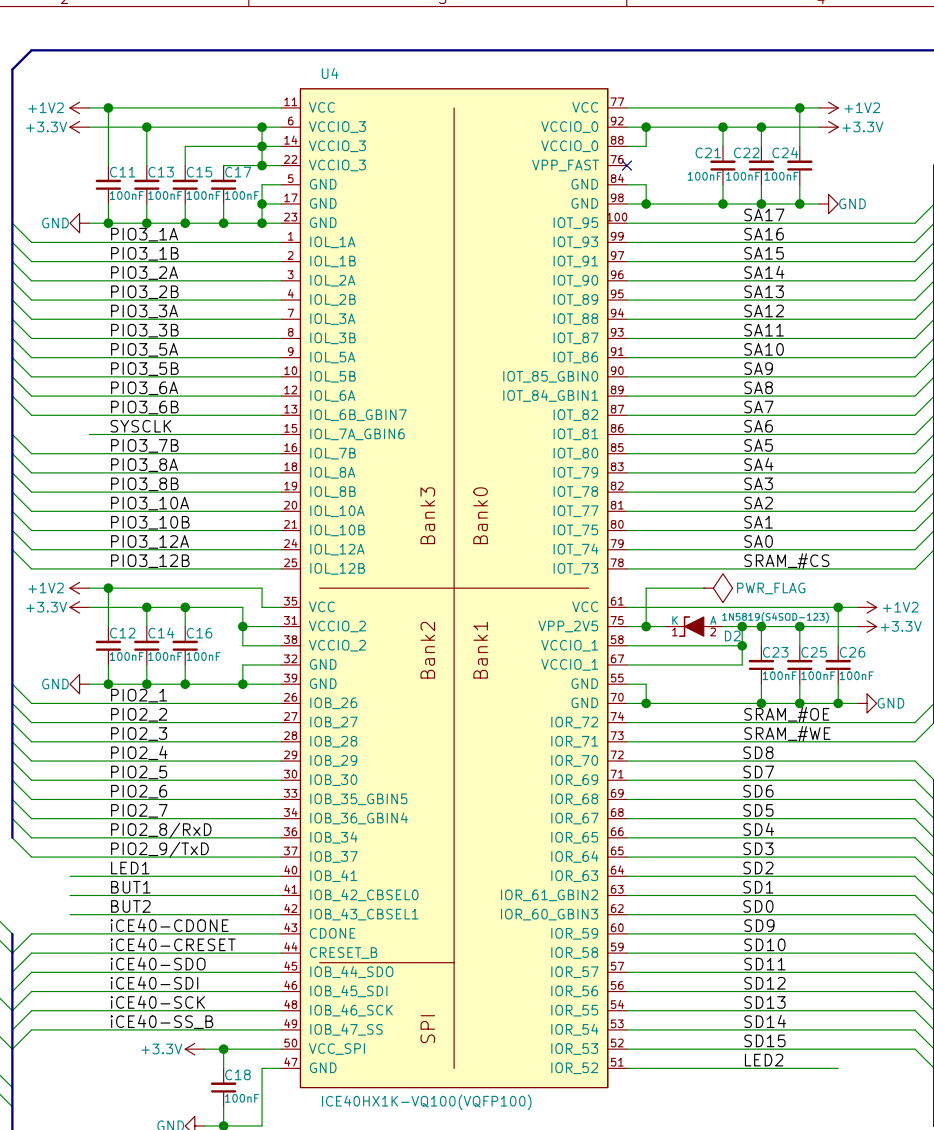 U4
+1V2 11 VCC VCC 77 +1V2
+3.3V 6 VCCIO_3 VCCIO_0 92 +3.3V
14 VCCIO_3 VCCIO_0 88
22 VCCIO_3 VPP_FAST 76
C11 C13 C15 C17 C21 C22 C24
100nF 100nF 100nF 100nF 100nF 100nF 100nF
5 GND GND 84
17 GND GND 98 GND
GND 23 GND IOT_95 100 SA17
PIO3_1A 1 IOL_1A IOT_93 99 SA16
PIO3_1B 2 IOL_1B IOT_91 97 SA15
PIO3_2A 3 IOL_2A IOT_90 96 SA14
PIO3_2B 4 IOL_2B IOT_89 95 SA13
PIO3_3A 7 IOL_3A IOT_88 94 SA12
PIO3_3B 8 IOL_3B IOT_87 93 SA11
PIO3_5A 9 IOL_5A IOT_86 91 SA10
PIO3_5B 10 IOL_5B IOT_85_GBIN0 90 SA9
PIO3_6A 12 IOL_6A IOT_84_GBIN1 89 SA8
PIO3_6B 13 IOL_6B_GBIN7 IOT_82 87 SA7
SYSCLK 15 IOL_7A_GBIN6 IOT_81 86 SA6
PIO3_7B 16 IOL_7B IOT_80 85 SA5
PIO3_8A 18 IOL_8A IOT_79 83 SA4
PIO3_8B 19 IOL_8B IOT_78 82 SA3
PIO3_10A 20 IOL_10A IOT_77 81 SA2
PIO3_10B 21 IOL_10B IOT_75 80 SA1
PIO3_12A 24 IOL_12A IOT_74 79 SA0
PIO3_12B 25 IOL_12B IOT_73 78 SRAM_#CS
Bank3 Bank0
+1V2 35 VCC VCC 61 PWR_FLAG +1V2
+3.3V 31 VCCIO_2 VPP_2V5 75 K 1 A 2 1N5819(S4SOD-123) D2 +3.3V
38 VCCIO_2 VCCIO_1 58
32 GND VCCIO_1 67
C12 C14 C16 C23 C25 C26
100nF 100nF 100nF 100nF 100nF 100nF
GND 39 GND GND 55
Bank2 Bank1
PIO2_1 26 IOB_26 GND 70 GND
PIO2_2 27 IOB_27 IOR_72 74 SRAM_#OE
PIO2_3 28 IOB_28 IOR_71 73 SRAM_#WE
PIO2_4 29 IOB_29 IOR_70 72 SD8
PIO2_5 30 IOB_30 IOR_69 71 SD7
PIO2_6 33 IOB_35_GBIN5 IOR_68 69 SD6
PIO2_7 34 IOB_36_GBIN4 IOR_67 68 SD5
PIO2_8/RxD 36 IOB_34 IOR_65 66 SD4
PIO2_9/TxD 37 IOB_37 IOR_64 65 SD3
LED1 40 IOB_41 IOR_63 64 SD2
BUT1 41 IOB_42_CBSEL0 IOR_61_GBIN2 63 SD1
BUT2 42 IOB_43_CBSEL1 IOR_60_GBIN3 62 SD0
iCE40-CDONE 43 CDONE IOR_59 60 SD9
iCE40-CRESET 44 CRESET_B IOR_58 59 SD10
iCE40-SDO 45 IOB_44_SDO IOR_57 57 SD11
iCE40-SDI 46 IOB_45_SDI IOR_56 56 SD12
iCE40-SCK 48 IOB_46_SCK IOR_55 54 SD13
iCE40-SS_B 49 IOB_47_SS IOR_54 53 SD14
SPI
+3.3V 50 VCC_SPI IOR_53 52 SD15
47 GND IOR_52 51 LED2
C18
100nF
GND
ICE40HX1K-VQ100(VQFP100)